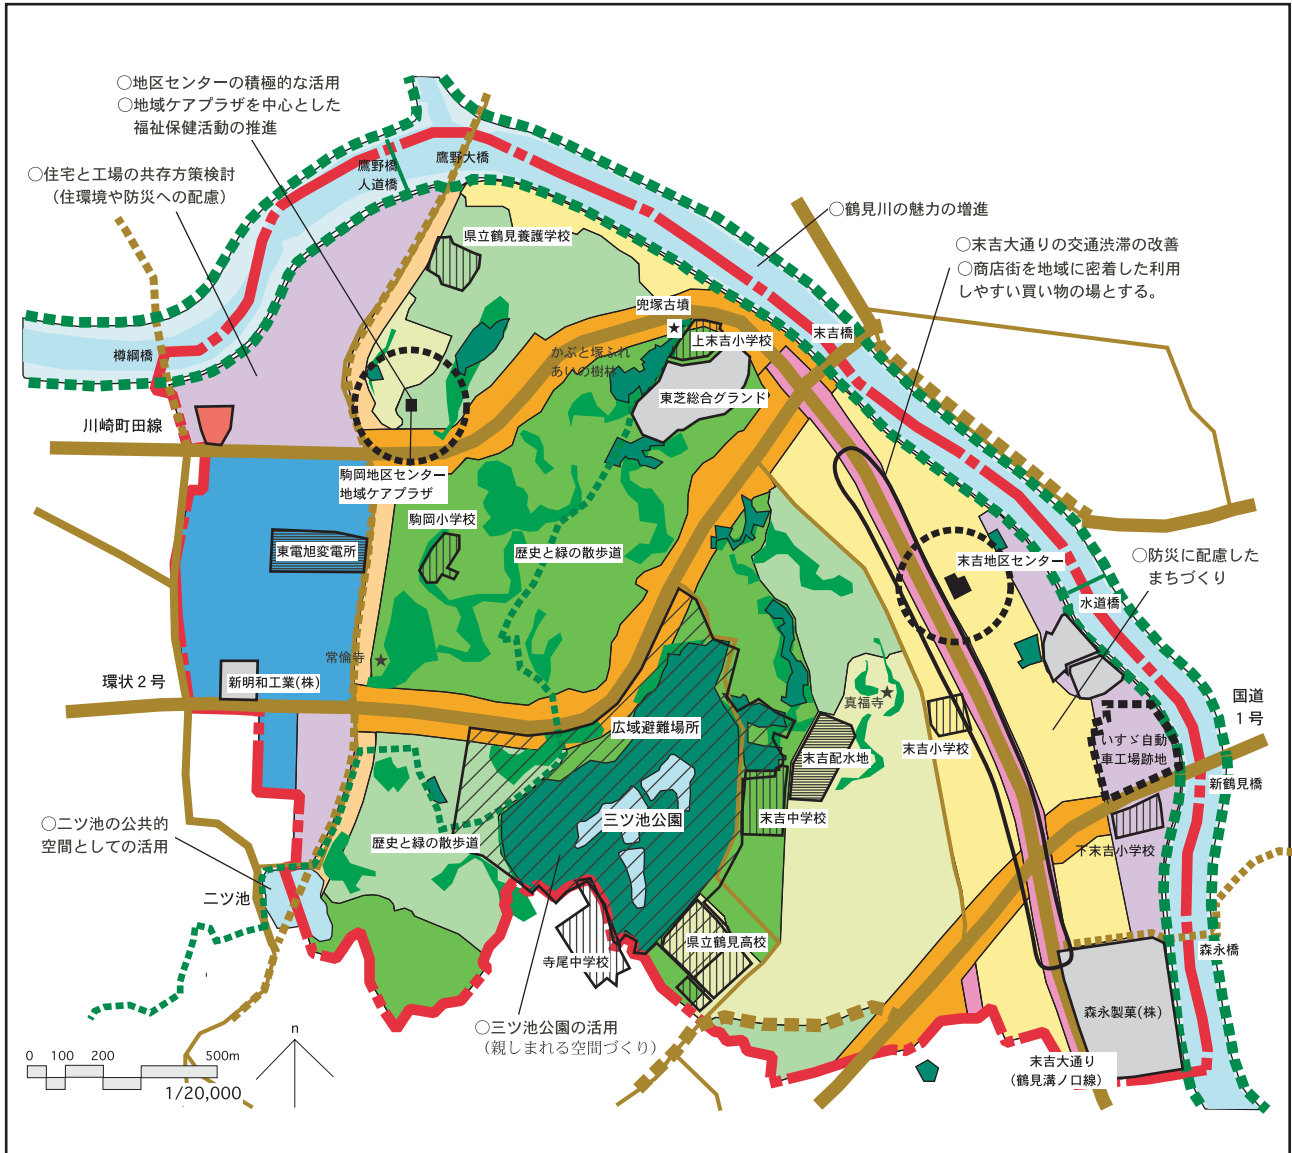 ○地区センターの積極的な活用
○地域ケアプラザを中心とした
福祉保健活動の推進
○住宅と工場の共存方策検討
（住環境や防災への配慮）
鷹野橋
人道橋
鷹野大橋
○鶴見川の魅力の増進
○末吉大通りの交通渋滞の改善
○商店街を地域に密着した利用
しやすい買い物の場とする。
県立鶴見養護学校
兜塚古墳
★
上末吉小学校
末吉橋
樽綱橋
かぶと塚ふれ
あいの樹林
東芝総合グランド
川崎町田線
駒岡地区センター
地域ケアプラザ
駒岡小学校
東電旭変電所
歴史と緑の散歩道
末吉地区センター
○防災に配慮した
まちづくり
水道橋
常倫寺
★
環状２号
新明和工業(株)
真福寺
★
国道
１号
広域避難場所
末吉配水地
末吉小学校
いすゞ自動
車工場跡地
新鶴見橋
三ツ池公園
末吉中学校
○二ツ池の公共的
空間としての活用
歴史と緑の散歩道
下末吉小学校
二ツ池
県立鶴見高校
寺尾中学校
森永橋
○三ツ池公園の活用
（親しまれる空間づくり）
森永製菓(株)
末吉大通り
（鶴見溝ノ口線）
n
0 100 200 500m
1/20,000